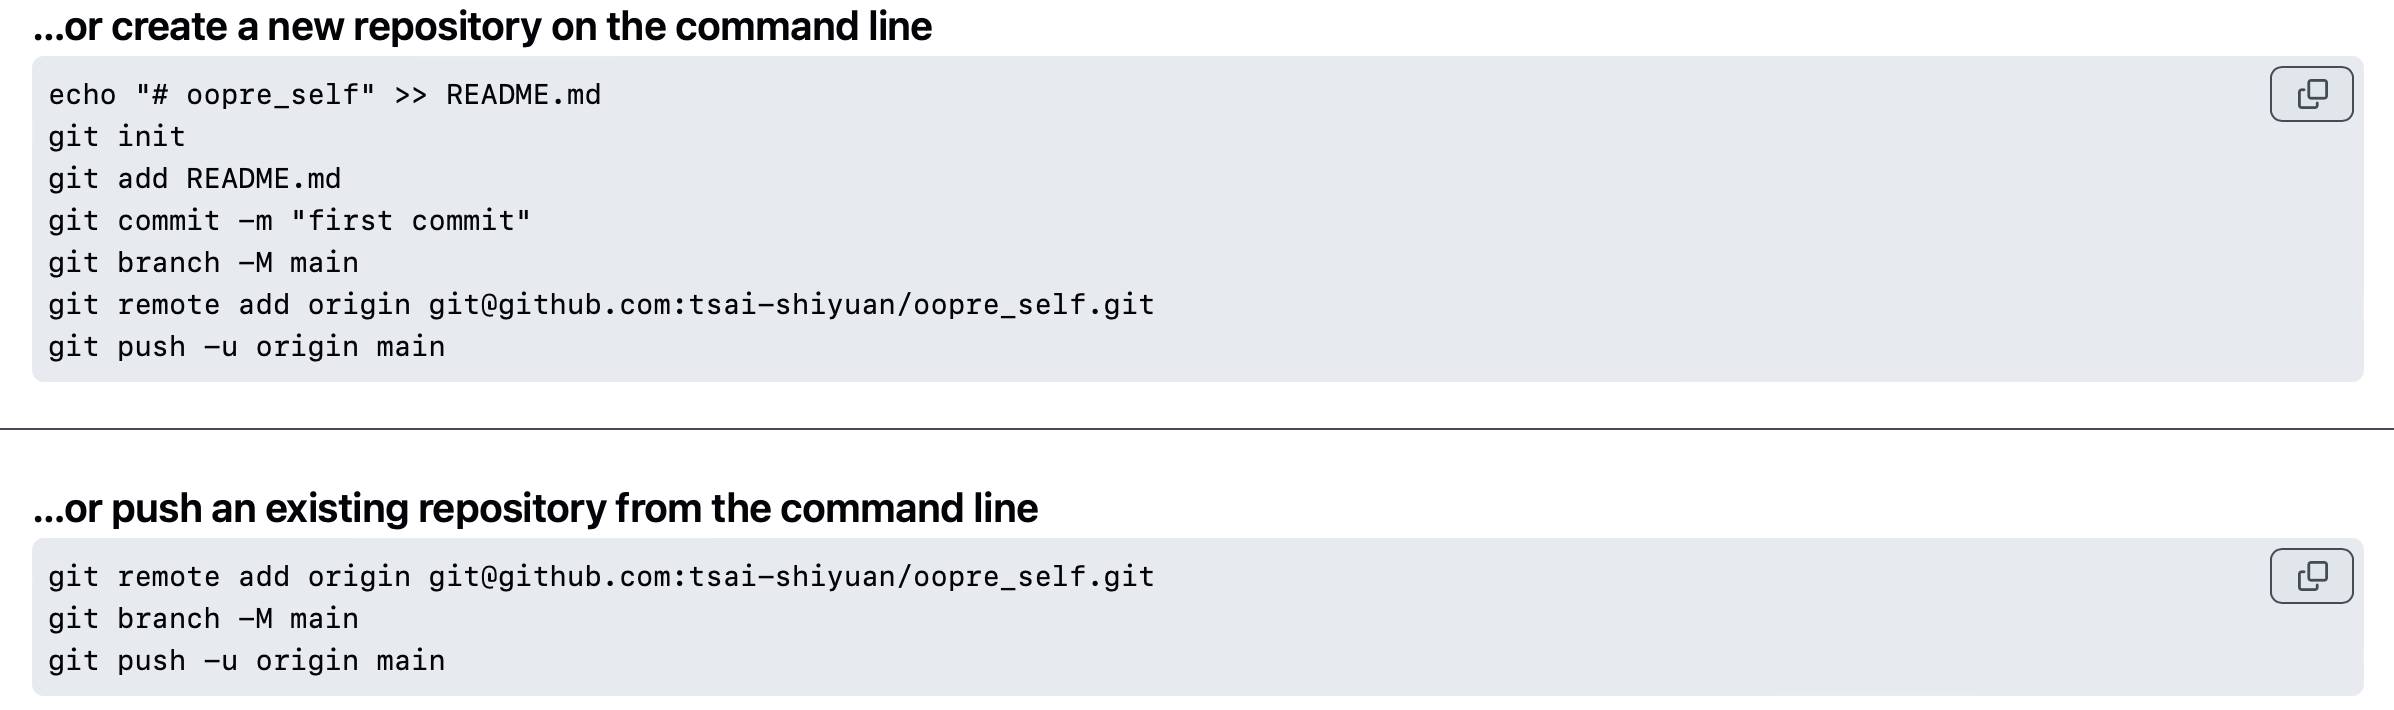 ...or create a new repository on the command line
echo "# oopre_self" >> README.md
git init
git add README.md
git commit -m "first commit"
git branch -M main
git remote add origin git@github.com:tsai-shiyuan/oopre_self.git
git push -u origin main
...or push an existing repository from the command line
git remote add origin git@github.com:tsai-shiyuan/oopre_self.git
git branch -M main
git push -u origin main